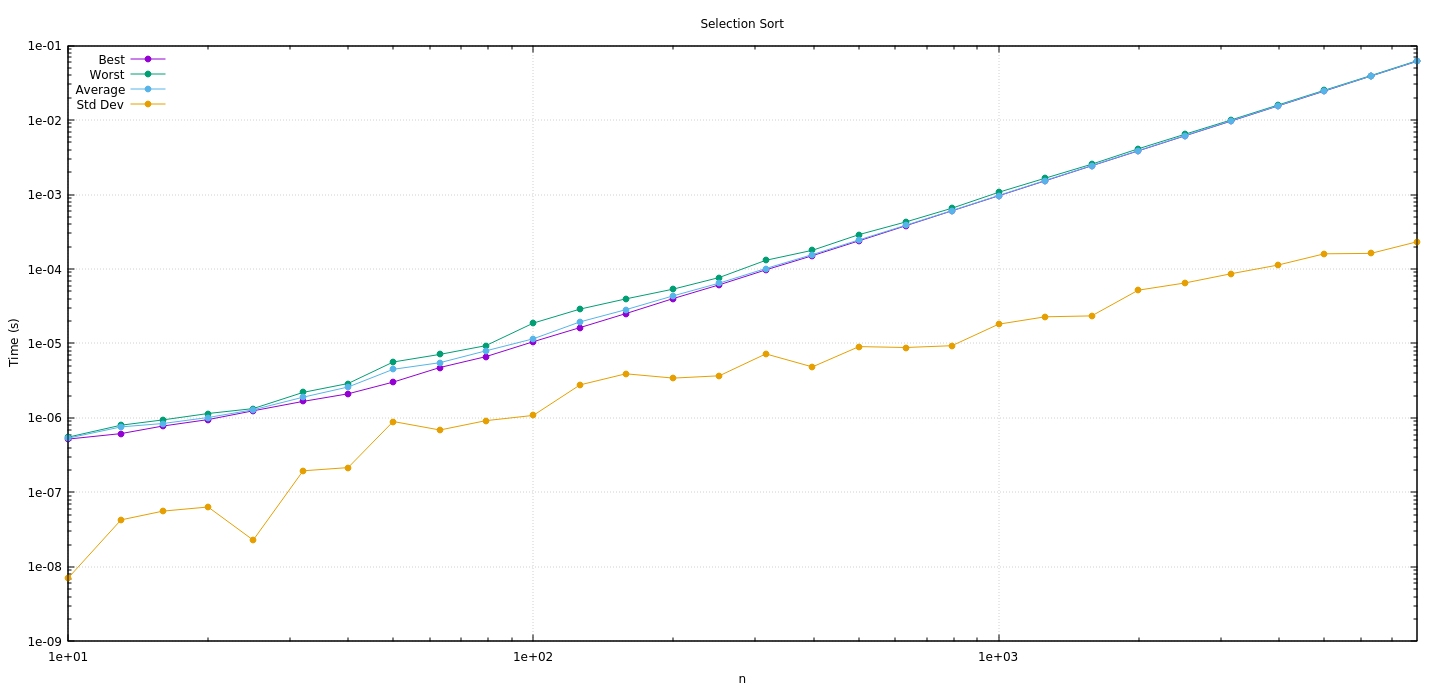 Selection Sort
1e-01
Best
Worst
Average
Std Dev
1e-02
1e-03
1e-04
1e-05
Time (s)
1e-06
1e-07
1e-08
1e-09
1e+01 1e+02 1e+03
n